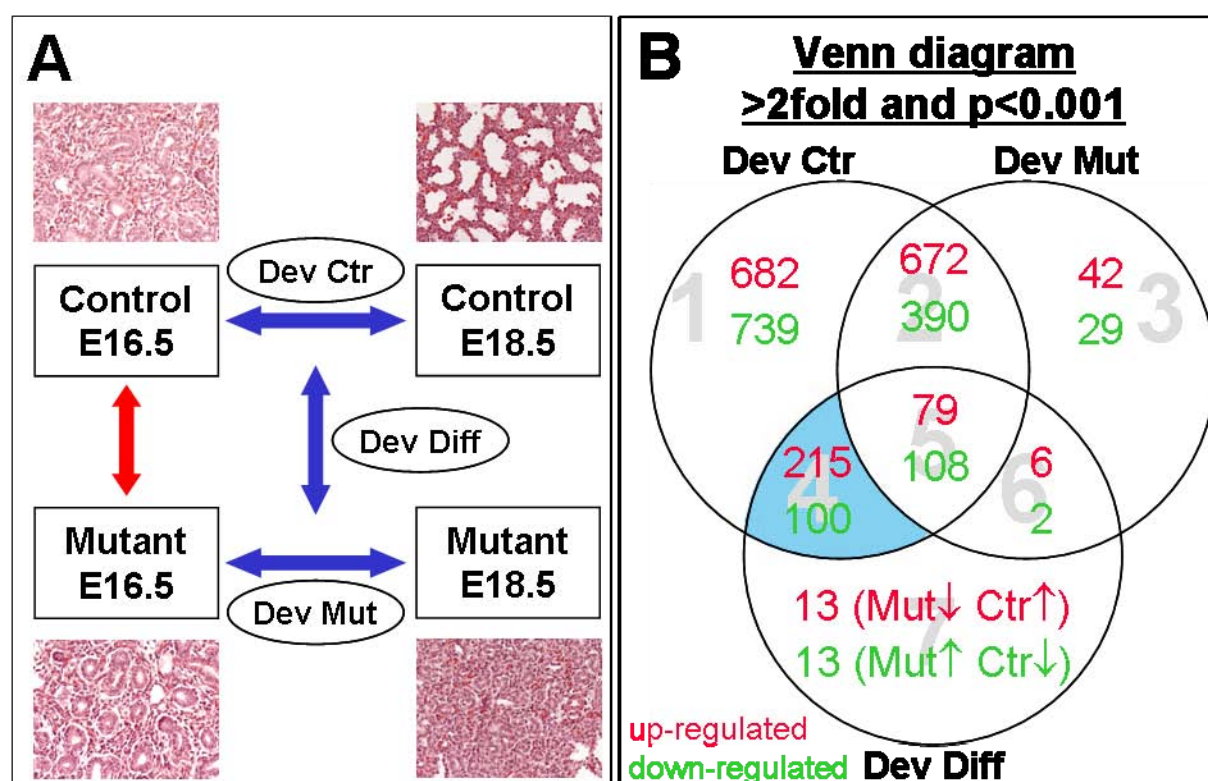 A
Dev Ctr
Control
E16.5
Control
E18.5
Dev Diff
Mutant
E16.5
Mutant
E18.5
Dev Mut
B
Venn diagram
>2fold and p<0.001
Dev Ctr
Dev Mut
1
682
739
2
672
390
3
42
29
4
215
100
5
79
108
6
6
2
7
13 (Mut↓ Ctr↑)
13 (Mut↑ Ctr↓)
up-regulated
down-regulated
Dev Diff